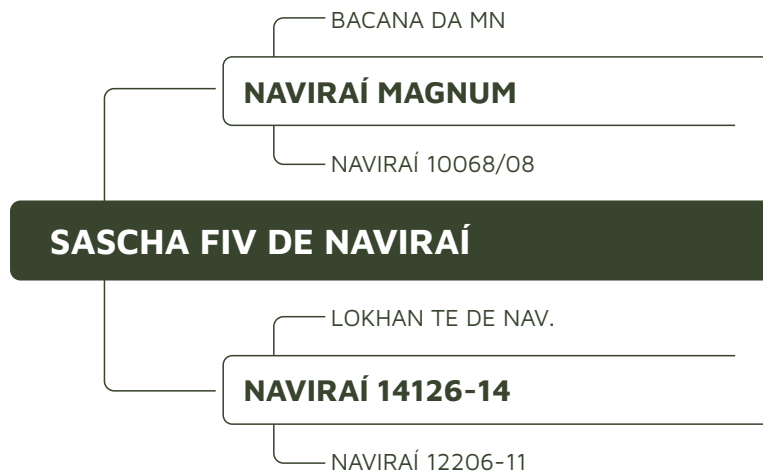 BACANA DA MN
NAVIRAÍ MAGNUM
NAVIRAÍ 10068/08
SASCHA FIV DE NAVIRAÍ
LOKHAN TE DE NAV.
NAVIRAÍ 14126-14
NAVIRAÍ 12206-11